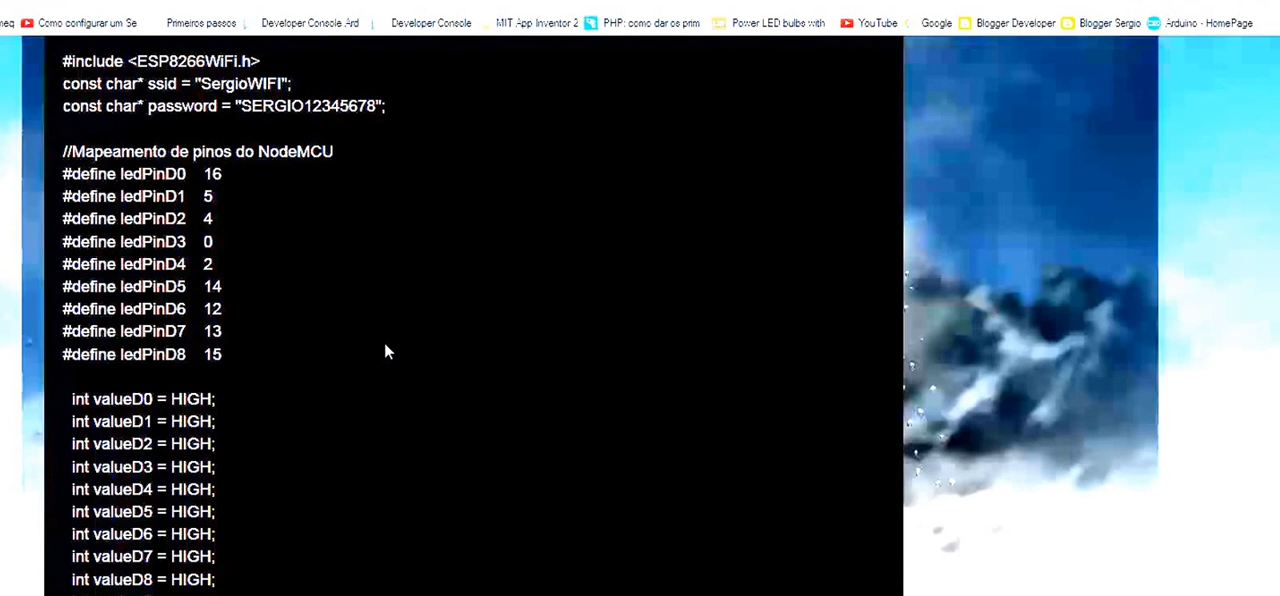 meq Como configurar um Se Primeiros passos Developer Console Ard Developer Console MIT App Inventor 2 PHP: como dar os prim Power LED bulbs with YouTube Google Blogger Developer Blogger Sergio Arduino - HomePage
#include <ESP8266WiFi.h>
const char* ssid = "SergioWIFI";
const char* password = "SERGIO12345678";
//Mapeamento de pinos do NodeMCU
#define ledPinD0 16
#define ledPinD1 5
#define ledPinD2 4
#define ledPinD3 0
#define ledPinD4 2
#define ledPinD5 14
#define ledPinD6 12
#define ledPinD7 13
#define ledPinD8 15
int valueD0 = HIGH;
int valueD1 = HIGH;
int valueD2 = HIGH;
int valueD3 = HIGH;
int valueD4 = HIGH;
int valueD5 = HIGH;
int valueD6 = HIGH;
int valueD7 = HIGH;
int valueD8 = HIGH;